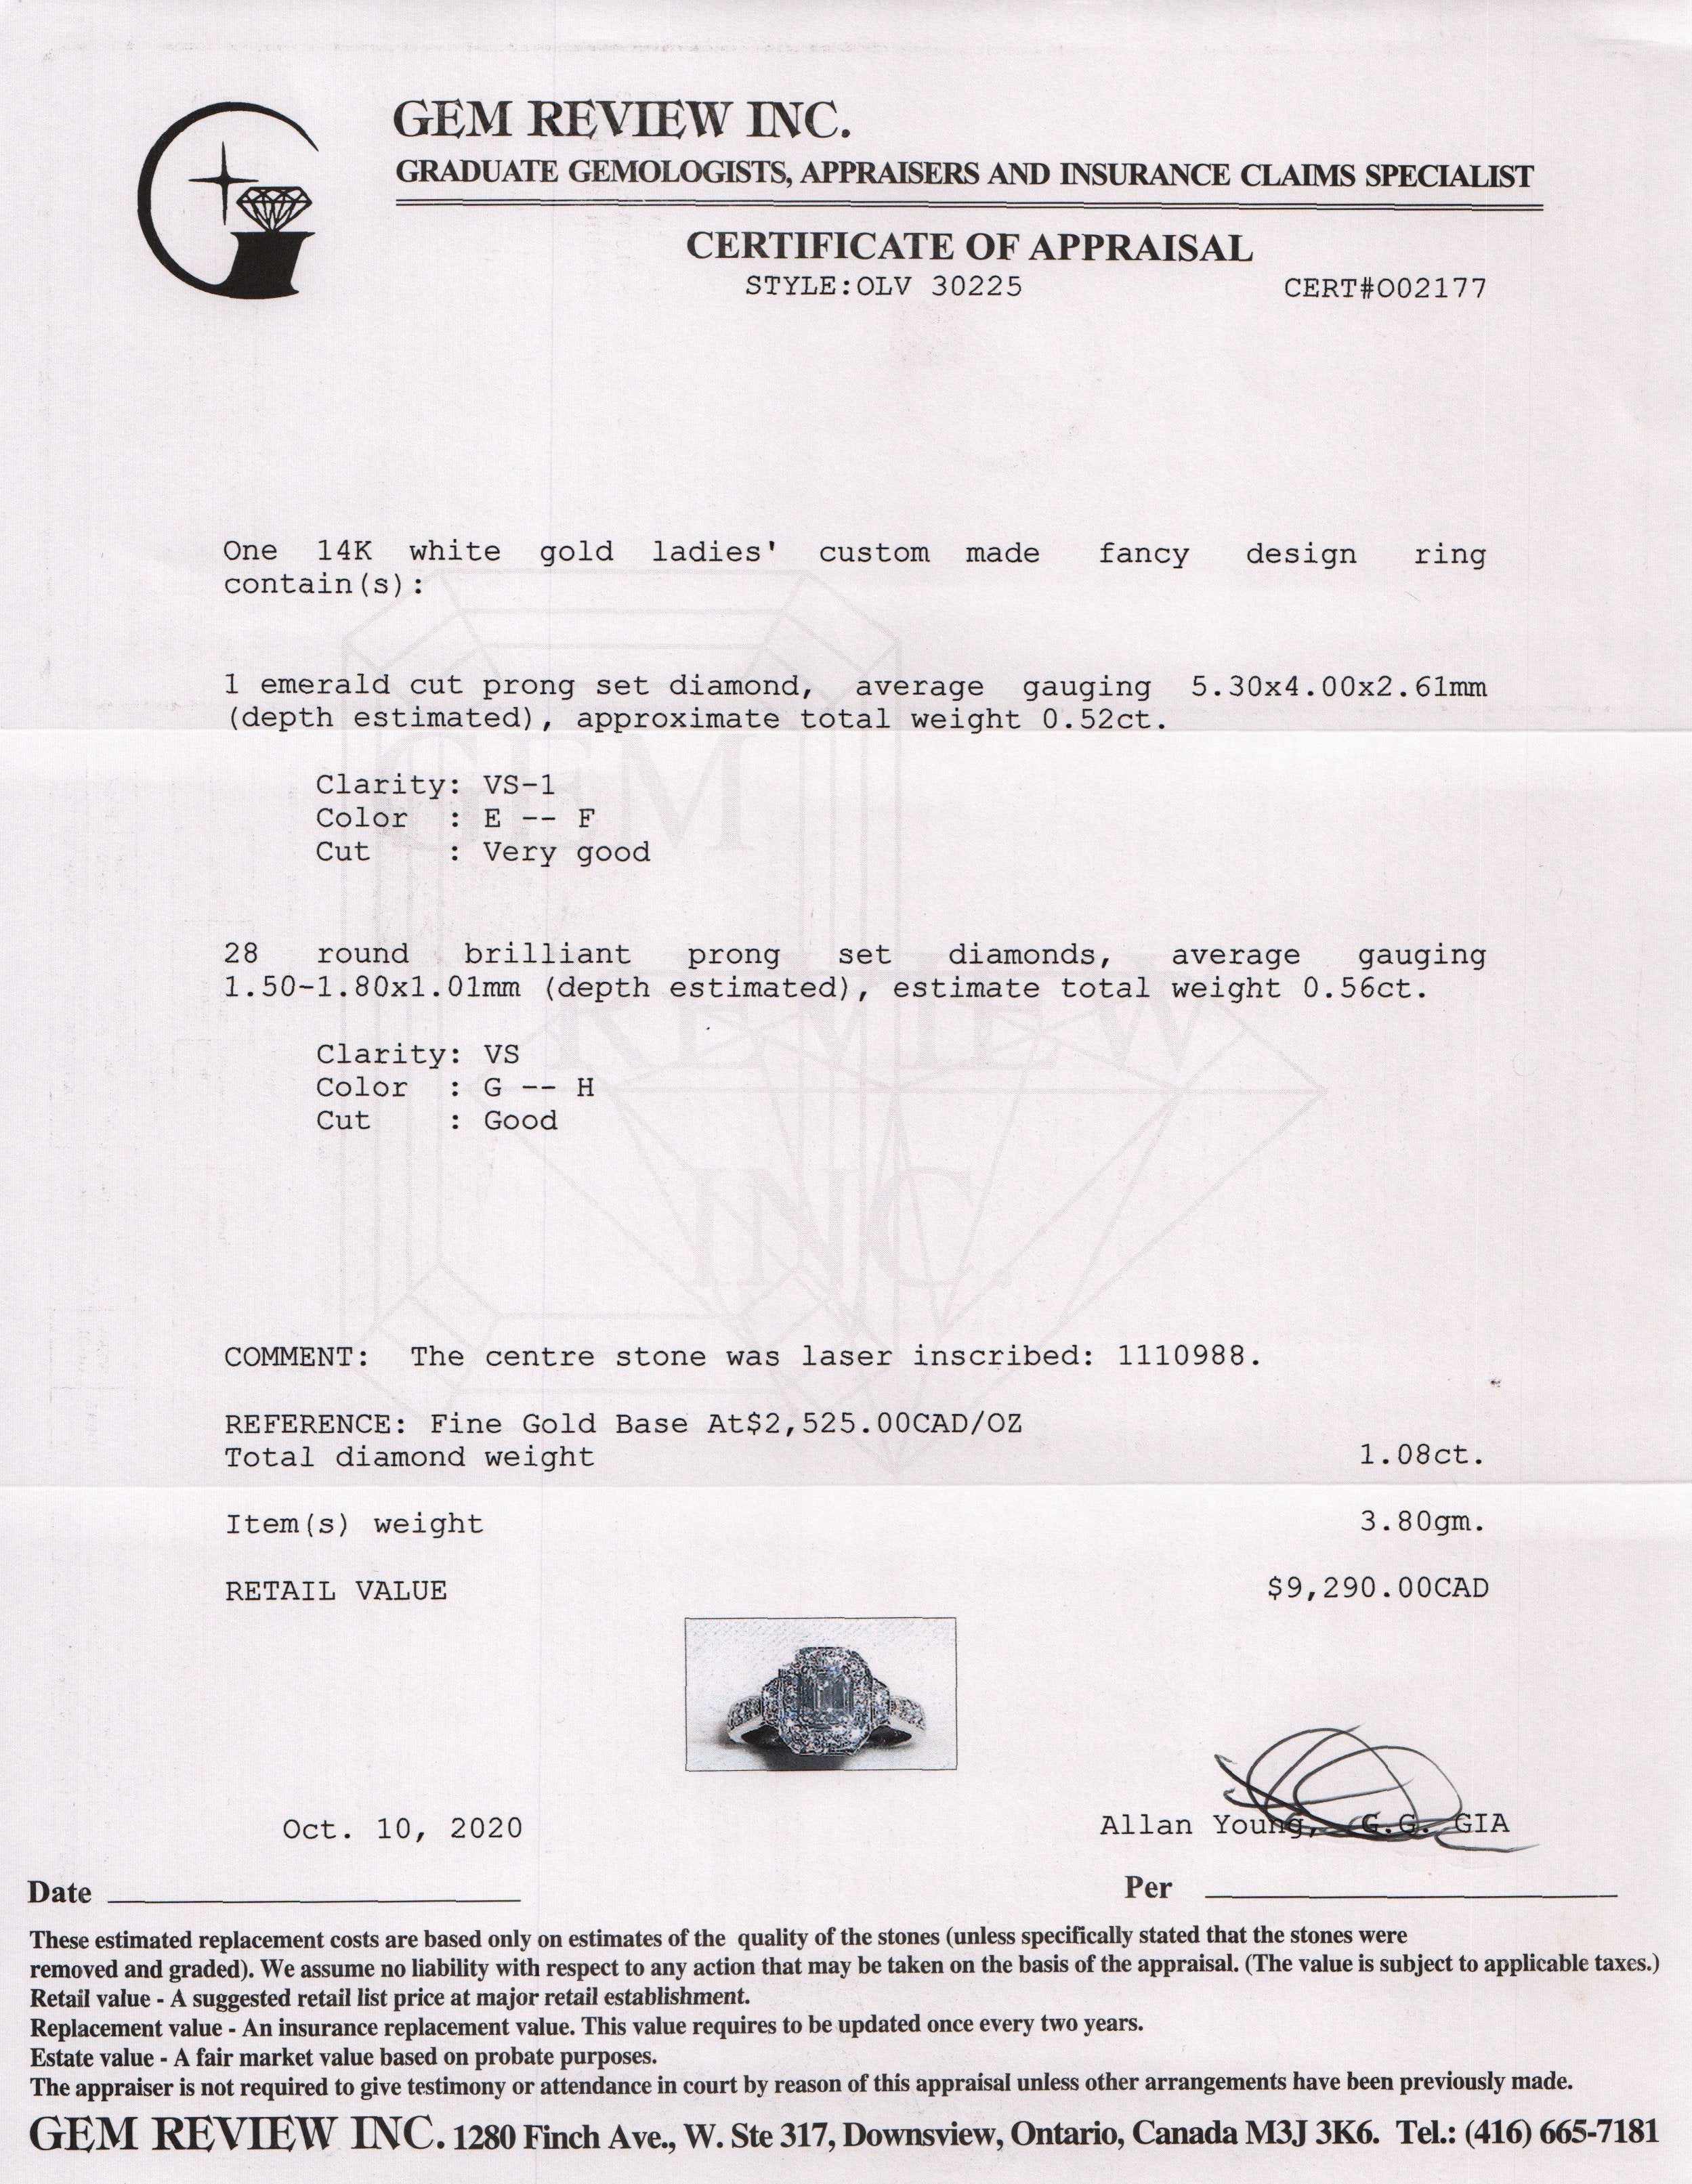 GEM REVIEW INC.
GRADUATE GEMOLOGISTS, APPRAISERS AND INSURANCE CLAIMS SPECIALIST
CERTIFICATE OF APPRAISAL
STYLE:OLV 30225 CERT#O02177
One 14K white gold ladies' custom made fancy design ring
contain(s):
1 emerald cut prong set diamond, average gauging 5.30x4.00x2.61mm
(depth estimated), approximate total weight 0.52ct.
Clarity: VS-1
Color : E -- F
Cut : Very good
28 round brilliant prong set diamonds, average gauging
1.50-1.80x1.01mm (depth estimated), estimate total weight 0.56ct.
Clarity: VS
Color : G -- H
Cut : Good
GEM
REVIEW
INC.
COMMENT: The centre stone was laser inscribed: 1110988.
REFERENCE: Fine Gold Base At$2,525.00CAD/OZ
Total diamond weight 1.08ct.
Item(s) weight 3.80gm.
RETAIL VALUE $9,290.00CAD
Oct. 10, 2020 Allan Young, G.G. GIA
Date Per
These estimated replacement costs are based only on estimates of the quality of the stones (unless specifically stated that the stones were
removed and graded). We assume no liability with respect to any action that may be taken on the basis of the appraisal. (The value is subject to applicable taxes.)
Retail value - A suggested retail list price at major retail establishment.
Replacement value - An insurance replacement value. This value requires to be updated once every two years.
Estate value - A fair market value based on probate purposes.
The appraiser is not required to give testimony or attendance in court by reason of this appraisal unless other arrangements have been previously made.
GEM REVIEW INC. 1280 Finch Ave., W. Ste 317, Downsview, Ontario, Canada M3J 3K6. Tel.: (416) 665-7181